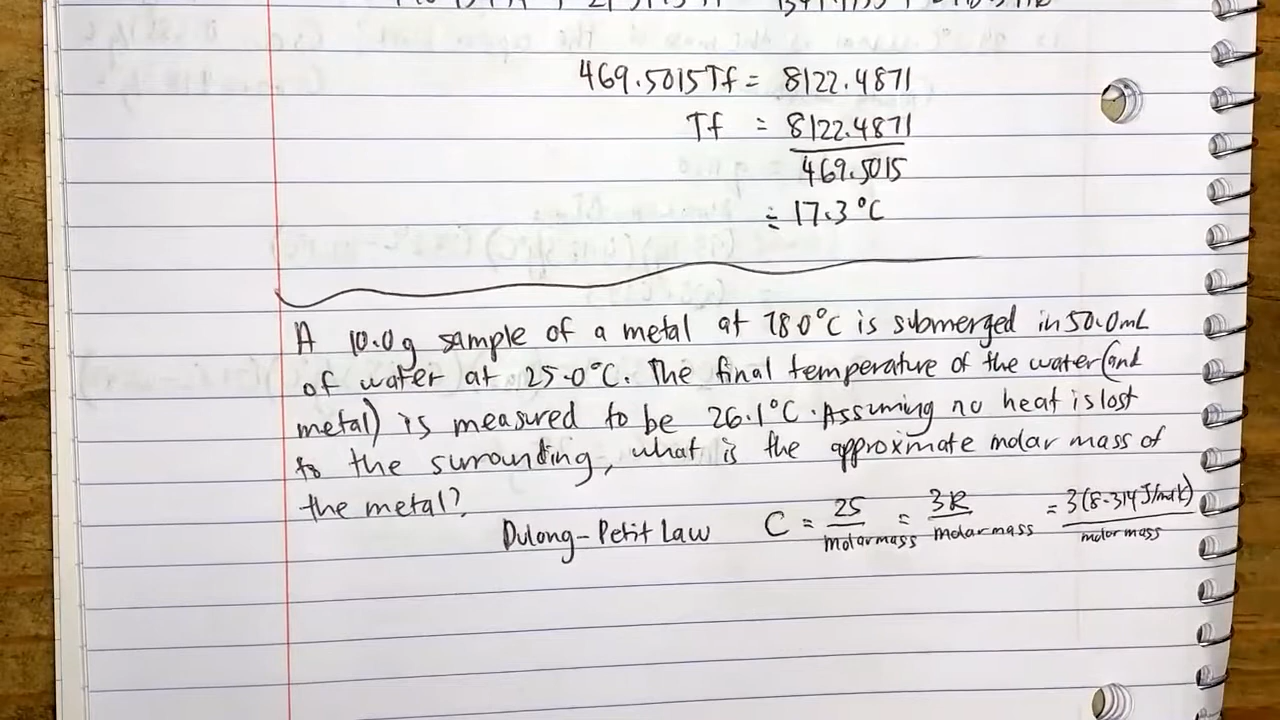 469.5015Tf = 8122.4871
Tf = 8122.4871
469.5015
= 17.3°C
A 10.0g sample of a metal at 78.0°C is submerged in 50.0mL
of water at 25.0°C. The final temperature of the water (and
metal) is measured to be 26.1°C. Assuming no heat is lost
to the surrounding, what is the approximate molar mass of
the metal?
Dulong-Petit Law C = 25/molar mass = 3R/molar mass = 3(8.314 J/mol k)/molar mass